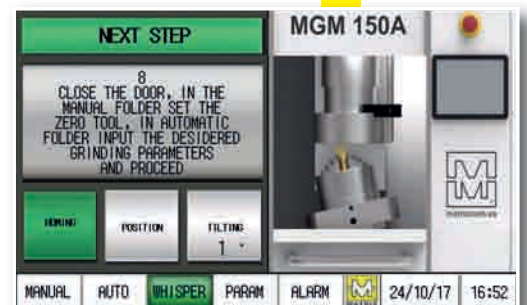 NEXT STEP
8
CLOSE THE DOOR, IN THE
MANUAL FOLDER SET THE
ZERO TOOL, IN AUTOMATIC
FOLDER INPUT THE DESIDERED
GRINDING PARAMETERS
AND PROCEED
HOMING
POSITION
TILTING
1 °
MGM 150A
MANUAL
AUTO
WHISPER
PARAM
ALARM
24/10/17
16:52